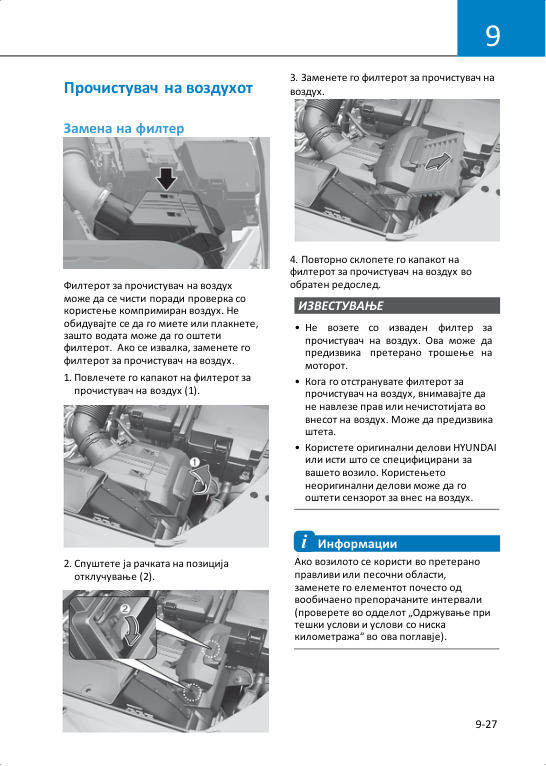 9
Прочистувач на воздухот
Замена на филтер
Филтерот за прочистувач на воздух
може да се чисти поради проверка со
користење компримиран воздух. Не
обидувајте се да го миете или плакнете,
зашто водата може да го оштети
филтерот. Ако се извалка, заменете го
филтерот за прочистувач на воздух.
1. Повлечете го капакот на филтерот за
прочистувач на воздух (1).
1
2. Спуштете ја рачката на позиција
отклучување (2).
2
3. Заменете го филтерот за прочистувач на
воздух.
4. Повторно склопете го капакот на
филтерот за прочистувач на воздух во
обратен редослед.
ИЗВЕСТУВАЊЕ
• Не возете со изваден филтер за
прочистувач на воздух. Ова може да
предизвика претерано трошење на
моторот.
• Кога го отстранувате филтерот за
прочистувач на воздух, внимавајте да
не навлезе прав или нечистотијата во
внесот на воздух. Може да предизвика
штета.
• Користете оригинални делови HYUNDAI
или исти што се специфицирани за
вашето возило. Користењето
неоригинални делови може да го
оштети сензорот за внес на воздух.
i Информации
Ако возилото се користи во претерано
правливи или песочни области,
заменете го елементот почесто од
вообичаено препорачаните интервали
(проверете во одделот „Одржување при
тешки услови и услови со ниска
километража“ во ова поглавје).
9-27